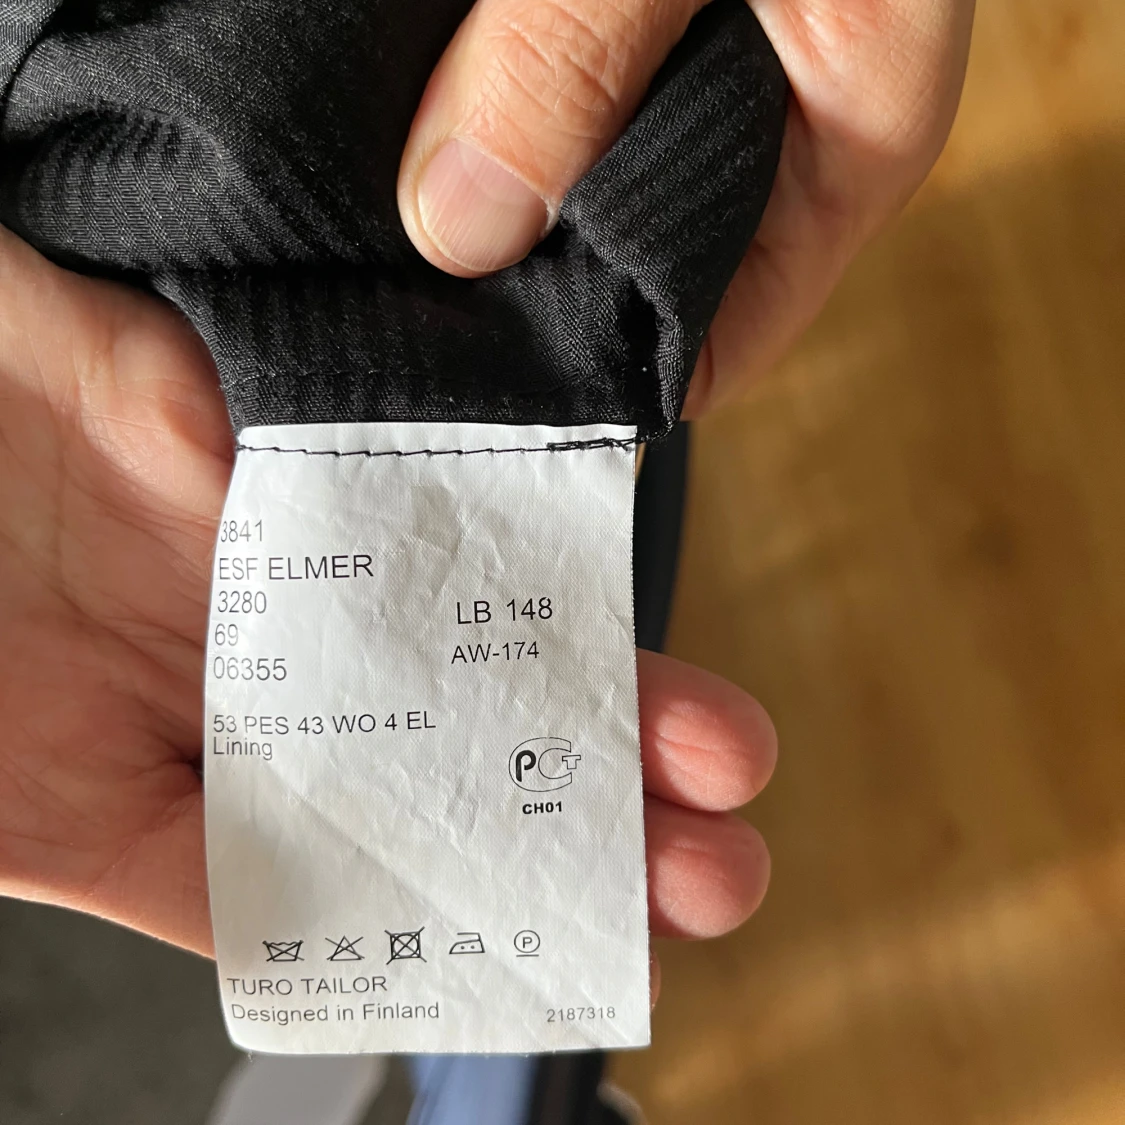 3841
ESF ELMER
3280
LB 148
69
AW-174
06355
53 PES 43 WO 4 EL
Lining
PCT
CH01
P
TURO TAILOR
Designed in Finland
2187318